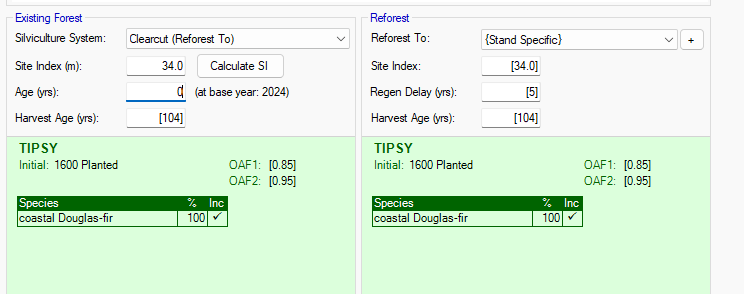 Existing Forest
Silviculture System: Clearcut (Reforest To)
Site Index (m): 34.0 Calculate SI
Age (yrs): 0 (at base year: 2024)
Harvest Age (yrs): [104]
TIPSY
Initial: 1600 Planted OAF1: [0.85]
OAF2: [0.95]
Species % Inc
coastal Douglas-fir 100 ✓
Reforest
Reforest To: {Stand Specific} +
Site Index: [34.0]
Regen Delay (yrs): [5]
Harvest Age (yrs): [104]
TIPSY
Initial: 1600 Planted OAF1: [0.85]
OAF2: [0.95]
Species % Inc
coastal Douglas-fir 100 ✓